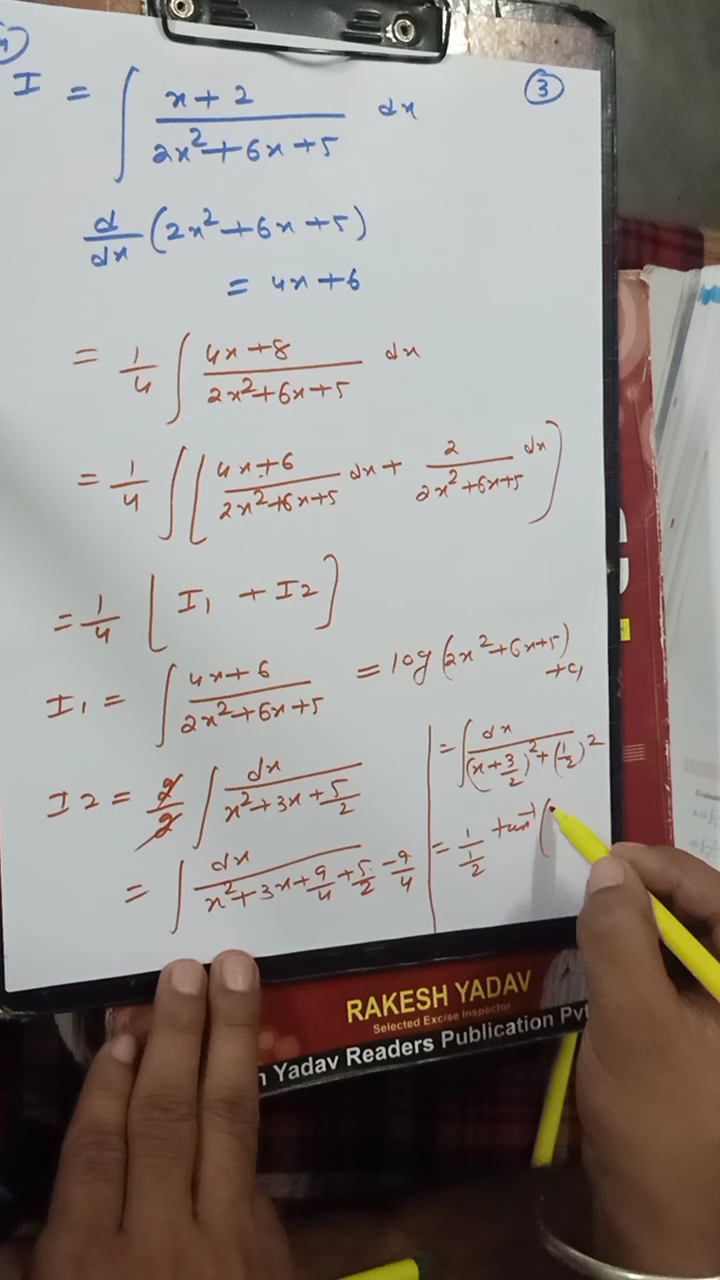 I = ∫ x+2 / 2x²+6x+5 dx
3
d/dx (2x²+6x+5)
= 4x+6
= 1/4 ∫ 4x+8 / 2x²+6x+5 dx
= 1/4 ∫ [ 4x+6 / 2x²+6x+5 dx + 2 / 2x²+6x+5 dx ]
= 1/4 [ I₁ + I2 ]
I₁ = ∫ 4x+6 / 2x²+6x+5 = log(2x²+6x+5) + C₁
I2 = 2/2 ∫ dx / x²+3x+5/2
= ∫ dx / x²+3x+9/4+5/2-9/4
= ∫ dx / (x+3/2)²+(1/2)²
= 1 / 1/2 tan⁻¹(
RAKESH YADAV
Selected Excise Inspector
Yadav Readers Publication Pvt